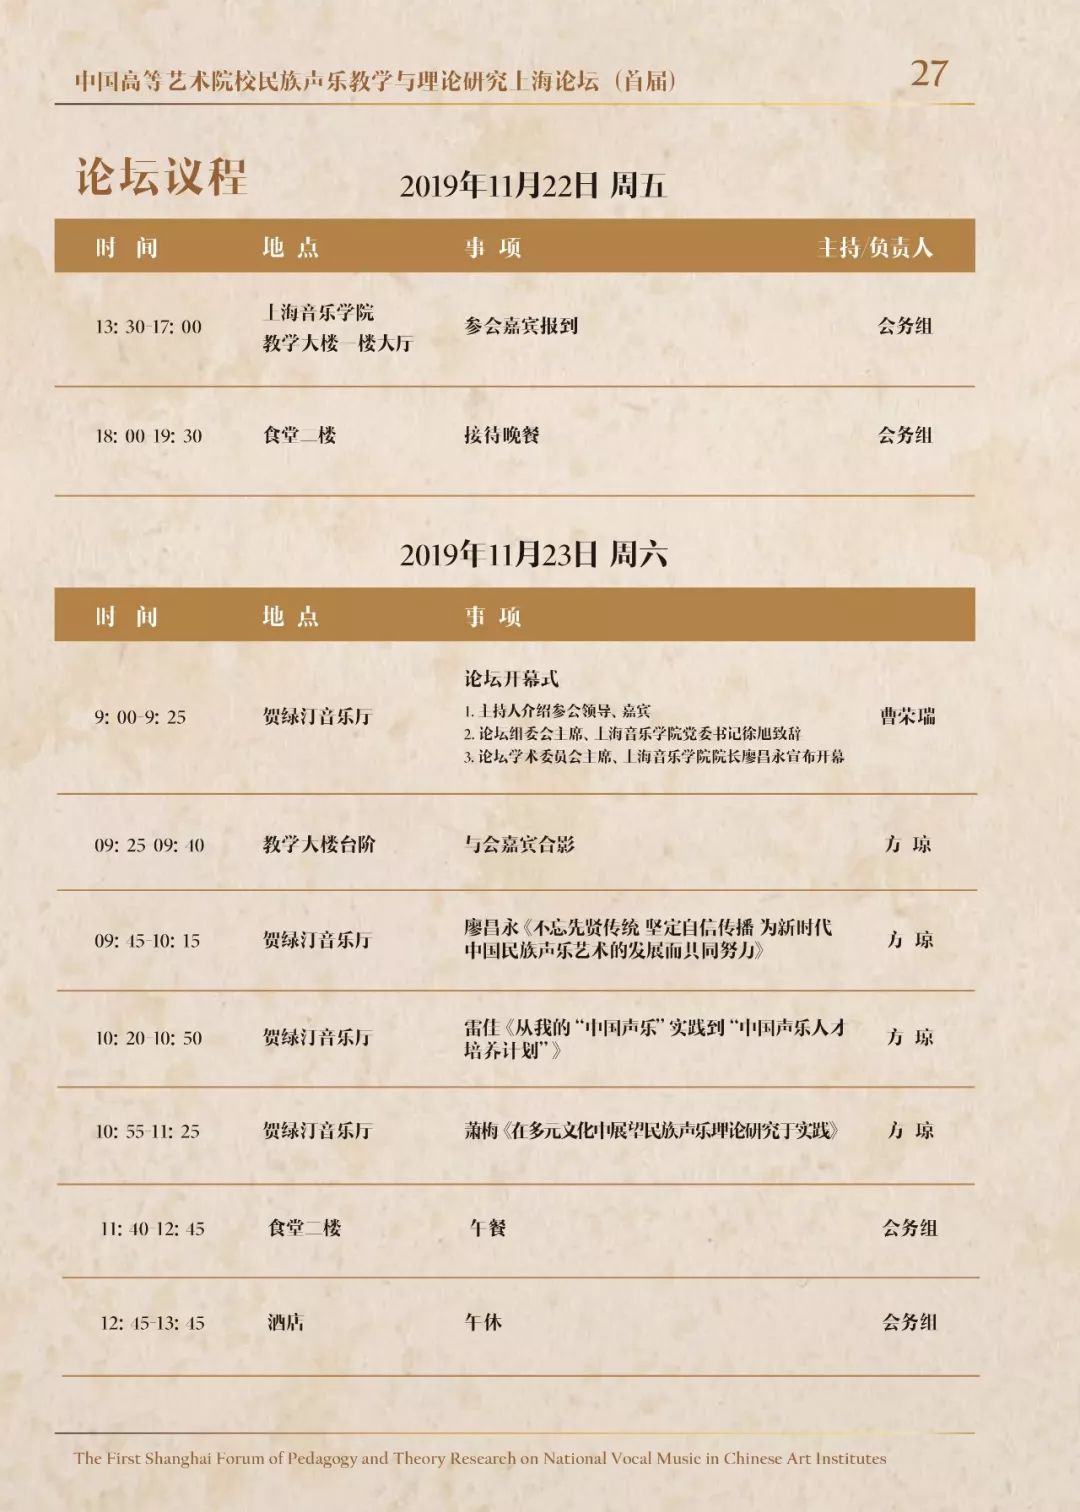 中国高等艺术院校民族声乐教学与理论研究上海论坛（首届） 27
论坛议程 2019年11月22日 周五
时 间 地 点 事 项 主持/负责人
13: 30-17: 00 上海音乐学院 教学大楼一楼大厅 参会嘉宾报到 会务组
18: 00-19: 30 食堂二楼 接待晚餐 会务组
2019年11月23日 周六
时 间 地 点 事 项
9: 00-9: 25 贺绿汀音乐厅 论坛开幕式 曹荣瑞
1. 主持人介绍参会领导、嘉宾
2. 论坛组委会主席、上海音乐学院党委书记徐旭致辞
3. 论坛学术委员会主席、上海音乐学院院长廖昌永宣布开幕
09: 25-09: 40 教学大楼台阶 与会嘉宾合影 方 琼
09: 45-10: 15 贺绿汀音乐厅 廖昌永《不忘先贤传统 坚定自信传播 为新时代
中国民族声乐艺术的发展而共同努力》 方 琼
10: 20-10: 50 贺绿汀音乐厅 雷佳《从我的“中国声乐”实践到“中国声乐人才
培养计划”》 方 琼
10: 55-11: 25 贺绿汀音乐厅 萧梅《在多元文化中展望民族声乐理论研究于实践》 方 琼
11: 40-12: 45 食堂二楼 午餐 会务组
12: 45-13: 45 酒店 午休 会务组
The First Shanghai Forum of Pedagogy and Theory Research on National Vocal Music in Chinese Art Institutes